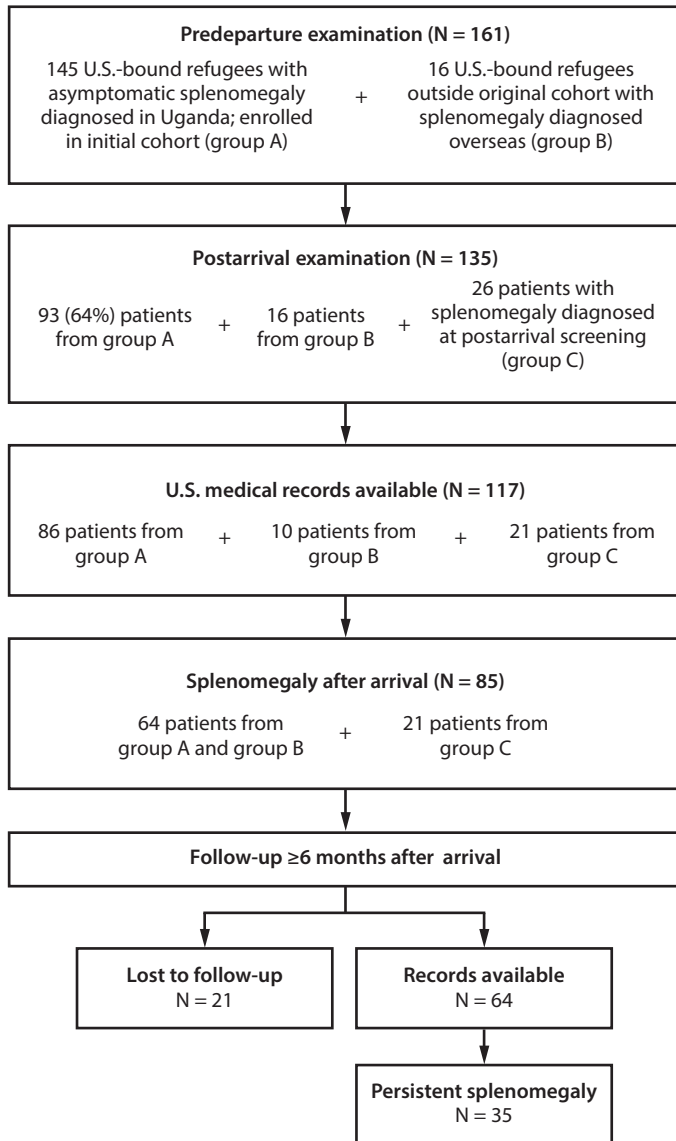 Predeparture examination (N = 161)
145 U.S.-bound refugees with
asymptomatic splenomegaly
diagnosed in Uganda; enrolled
in initial cohort (group A)
+
16 U.S.-bound refugees
outside original cohort with
splenomegaly diagnosed
overseas (group B)
Postarrival examination (N = 135)
93 (64%) patients
from group A
+
16 patients
from group B
+
26 patients with
splenomegaly diagnosed
at postarrival screening
(group C)
U.S. medical records available (N = 117)
86 patients from
group A
+
10 patients from
group B
+
21 patients from
group C
Splenomegaly after arrival (N = 85)
64 patients from
group A and group B
+
21 patients from
group C
Follow-up ≥6 months after arrival
Lost to follow-up
N = 21
Records available
N = 64
Persistent splenomegaly
N = 35